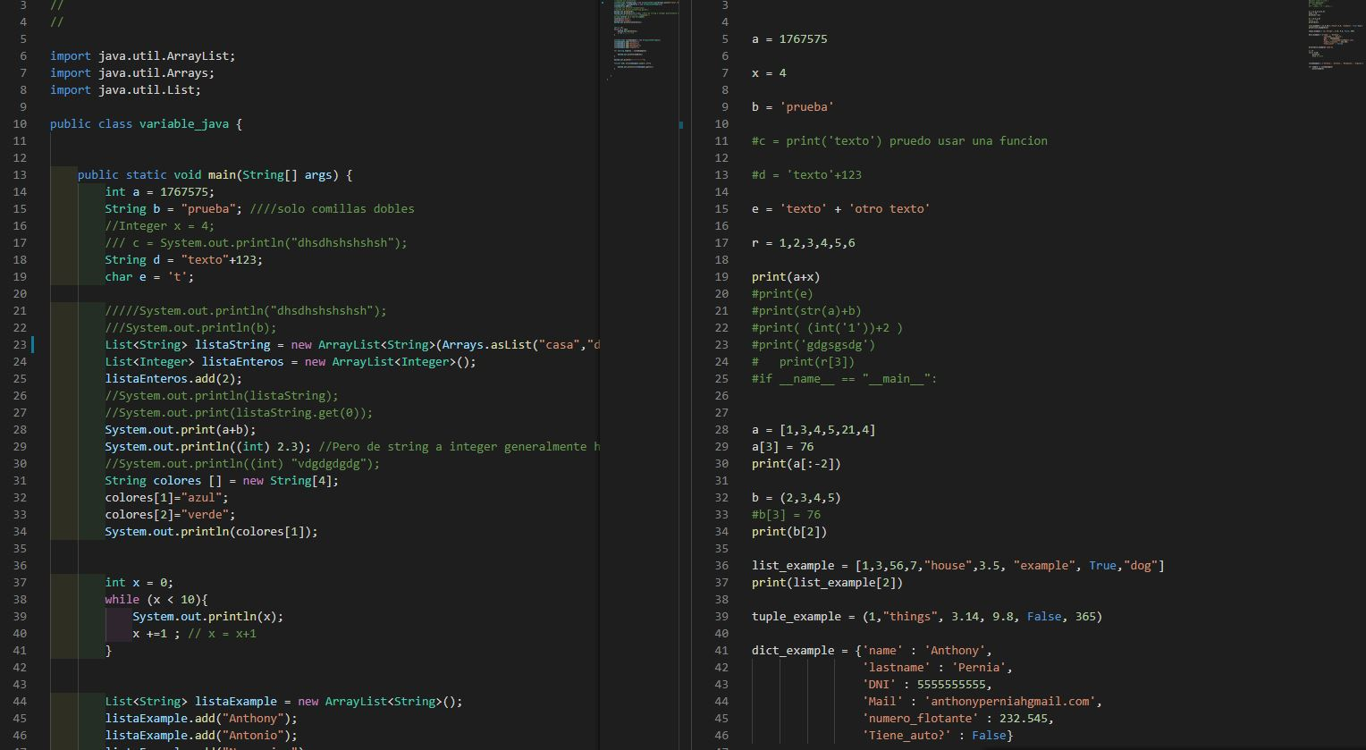 3 //
4 //
5
6 import java.util.ArrayList;
7 import java.util.Arrays;
8 import java.util.List;
9
10 public class variable_java {
11
12
13 public static void main(String[] args) {
14 int a = 1767575;
15 String b = "prueba"; ////solo comillas dobles
16 //Integer x = 4;
17 /// c = System.out.println("dhsdhshshshsh");
18 String d = "texto"+123;
19 char e = 't';
20
21 /////System.out.println("dhsdhshshshsh");
22 ///System.out.println(b);
23 List<String> listaString = new ArrayList<String>(Arrays.asList("casa","d
24 List<Integer> listaEnteros = new ArrayList<Integer>();
25 listaEnteros.add(2);
26 //System.out.println(listaString);
27 //System.out.print(listaString.get(0));
28 System.out.print(a+b);
29 System.out.println((int) 2.3); //Pero de string a integer generalmente h
30 //System.out.println((int) "vdgdgdgdg");
31 String colores [] = new String[4];
32 colores[1]="azul";
33 colores[2]="verde";
34 System.out.println(colores[1]);
35
36
37 int x = 0;
38 while (x < 10){
39 System.out.println(x);
40 x +=1 ; // x = x+1
41 }
42
43
44 List<String> listaExample = new ArrayList<String>();
45 listaExample.add("Anthony");
46 listaExample.add("Antonio");
3
4
5 a = 1767575
6
7 x = 4
8
9 b = 'prueba'
10
11 #c = print('texto') pruedo usar una funcion
12
13 #d = 'texto'+123
14
15 e = 'texto' + 'otro texto'
16
17 r = 1,2,3,4,5,6
18
19 print(a+x)
20 #print(e)
21 #print(str(a)+b)
22 #print( (int('1'))+2 )
23 #print('gdgsgsdg')
24 #   print(r[3])
25 #if __name__ == "__main__":
26
27
28 a = [1,3,4,5,21,4]
29 a[3] = 76
30 print(a[:-2])
31
32 b = (2,3,4,5)
33 #b[3] = 76
34 print(b[2])
35
36 list_example = [1,3,56,7,"house",3.5, "example", True,"dog"]
37 print(list_example[2])
38
39 tuple_example = (1,"things", 3.14, 9.8, False, 365)
40
41 dict_example = {'name' : 'Anthony',
42 'lastname' : 'Pernia',
43 'DNI' : 5555555555,
44 'Mail' : 'anthonyperniahgmail.com',
45 'numero_flotante' : 232.545,
46 'Tiene_auto?' : False}